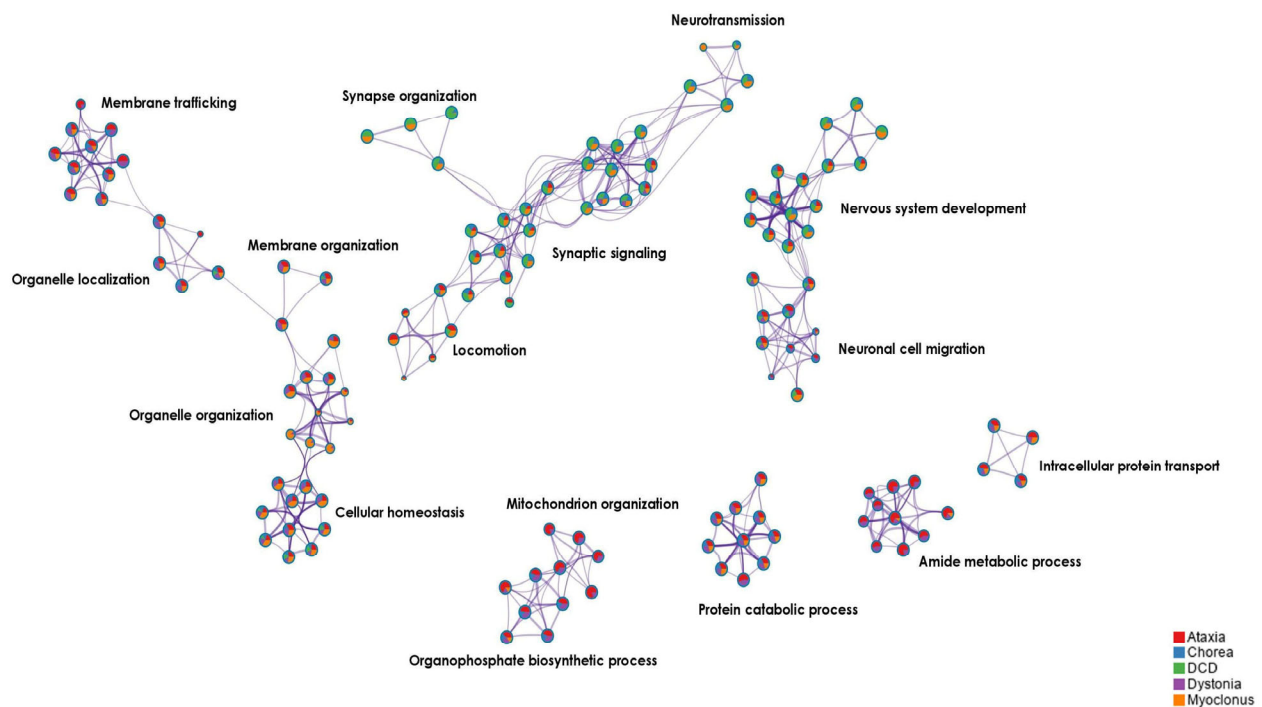 Neurotransmission
Synapse organization
Membrane trafficking
Nervous system development
Membrane organization
Synaptic signaling
Organelle localization
Neuronal cell migration
Locomotion
Organelle organization
Intracellular protein transport
Mitochondrion organization
Cellular homeostasis
Amide metabolic process
Protein catabolic process
Organophosphate biosynthetic process
Ataxia
Chorea
DCD
Dystonia
Myoclonus